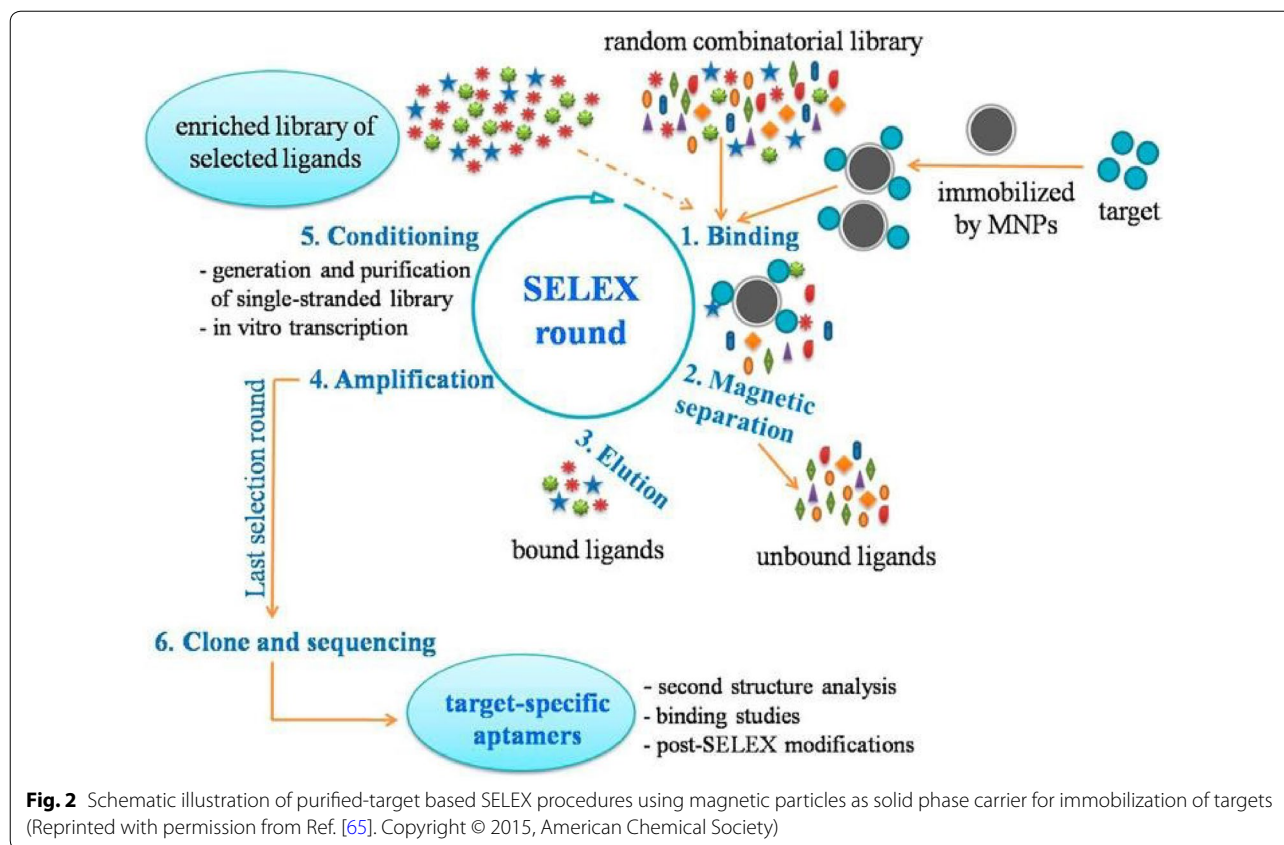 random combinatorial library
enriched library of
selected ligands
immobilized
by MNPs
target
5. Conditioning
- generation and purification
of single-stranded library
- in vitro transcription
1. Binding
SELEX
round
2. Magnetic
separation
4. Amplification
3. Elution
bound ligands
unbound ligands
Last selection round
6. Clone and sequencing
target-specific
aptamers
- second structure analysis
- binding studies
- post-SELEX modifications
Fig. 2 Schematic illustration of purified-target based SELEX procedures using magnetic particles as solid phase carrier for immobilization of targets
(Reprinted with permission from Ref. [65]. Copyright © 2015, American Chemical Society)